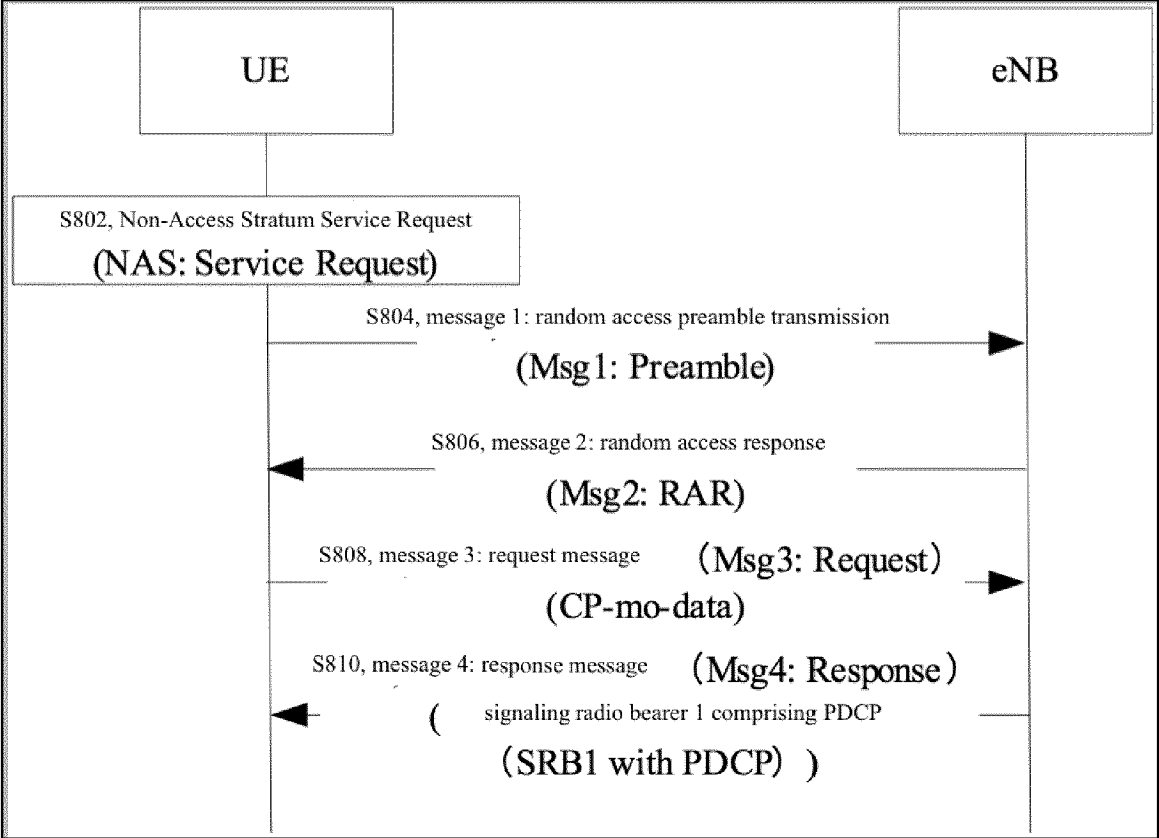 UE
eNB
S802, Non-Access Stratum Service Request
(NAS: Service Request)
S804, message 1: random access preamble transmission
(Msg1: Preamble)
S806, message 2: random access response
(Msg2: RAR)
S808, message 3: request message (Msg3: Request)
(CP-mo-data)
S810, message 4: response message (Msg4: Response)
( signaling radio bearer 1 comprising PDCP
(SRB1 with PDCP) )